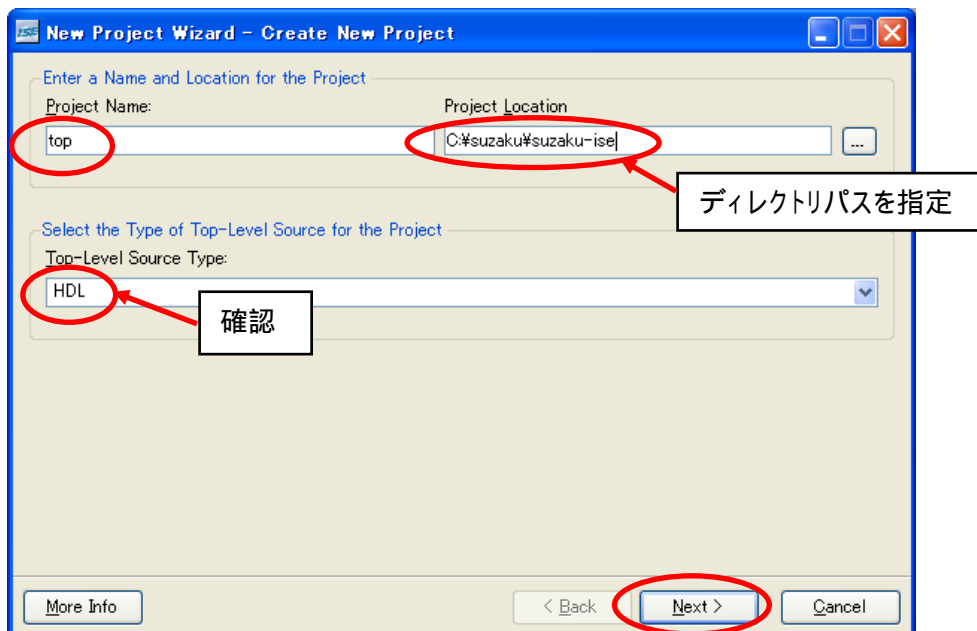 ISE New Project Wizard - Create New Project
Enter a Name and Location for the Project
Project Name:
Project Location
top
C:¥suzaku¥suzaku-ise
...
ディレクトリパスを指定
Select the Type of Top-Level Source for the Project
Top-Level Source Type:
HDL
確認
More Info
< Back
Next >
Cancel